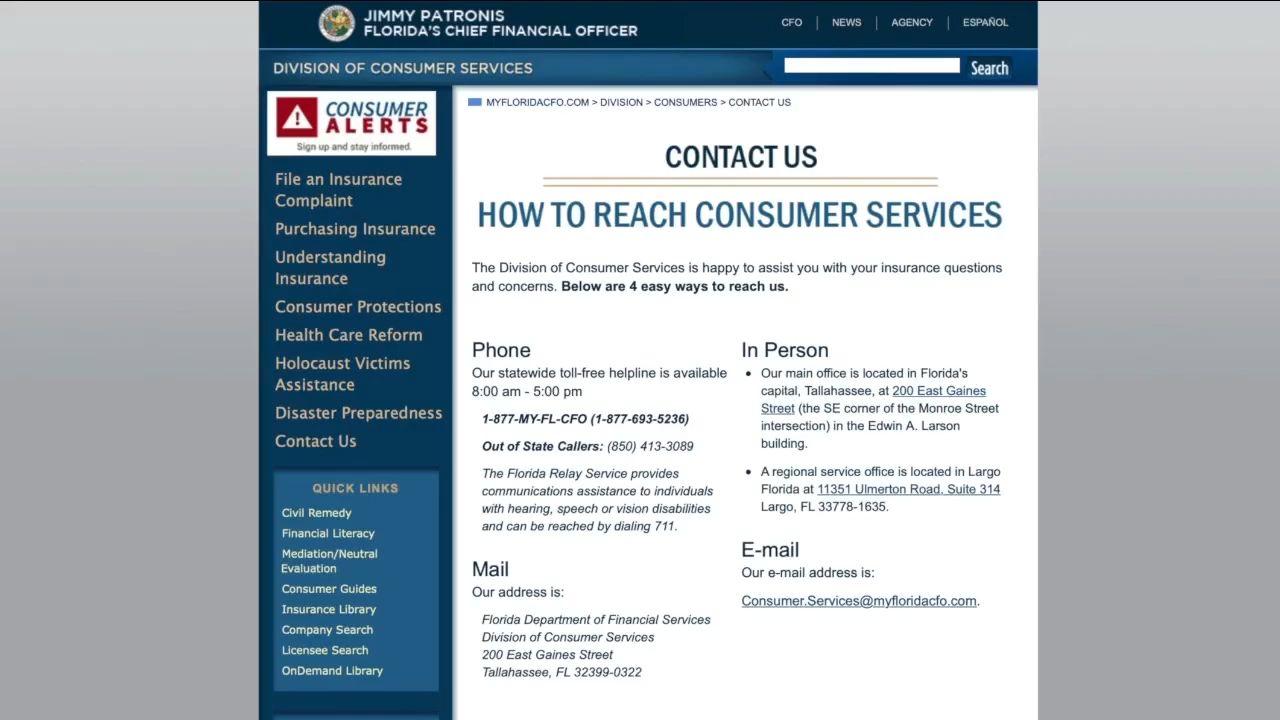 JIMMY PATRONIS
FLORIDA'S CHIEF FINANCIAL OFFICER
CFO
NEWS
AGENCY
ESPAÑOL
DIVISION OF CONSUMER SERVICES
Search
CONSUMER
ALERTS
Sign up and stay informed.
File an Insurance
Complaint
Purchasing Insurance
Understanding
Insurance
Consumer Protections
Health Care Reform
Holocaust Victims
Assistance
Disaster Preparedness
Contact Us
QUICK LINKS
Civil Remedy
Financial Literacy
Mediation/Neutral
Evaluation
Consumer Guides
Insurance Library
Company Search
Licensee Search
OnDemand Library
MYFLORIDACFO.COM > DIVISION > CONSUMERS > CONTACT US
CONTACT US
HOW TO REACH CONSUMER SERVICES
The Division of Consumer Services is happy to assist you with your insurance questions
and concerns. Below are 4 easy ways to reach us.
Phone
Our statewide toll-free helpline is available
8:00 am - 5:00 pm
1-877-MY-FL-CFO (1-877-693-5236)
Out of State Callers: (850) 413-3089
The Florida Relay Service provides
communications assistance to individuals
with hearing, speech or vision disabilities
and can be reached by dialing 711.
Mail
Our address is:
Florida Department of Financial Services
Division of Consumer Services
200 East Gaines Street
Tallahassee, FL 32399-0322
In Person
• Our main office is located in Florida's
capital, Tallahassee, at 200 East Gaines
Street (the SE corner of the Monroe Street
intersection) in the Edwin A. Larson
building.
• A regional service office is located in Largo
Florida at 11351 Ulmerton Road, Suite 314
Largo, FL 33778-1635.
E-mail
Our e-mail address is:
Consumer.Services@myfloridacfo.com.